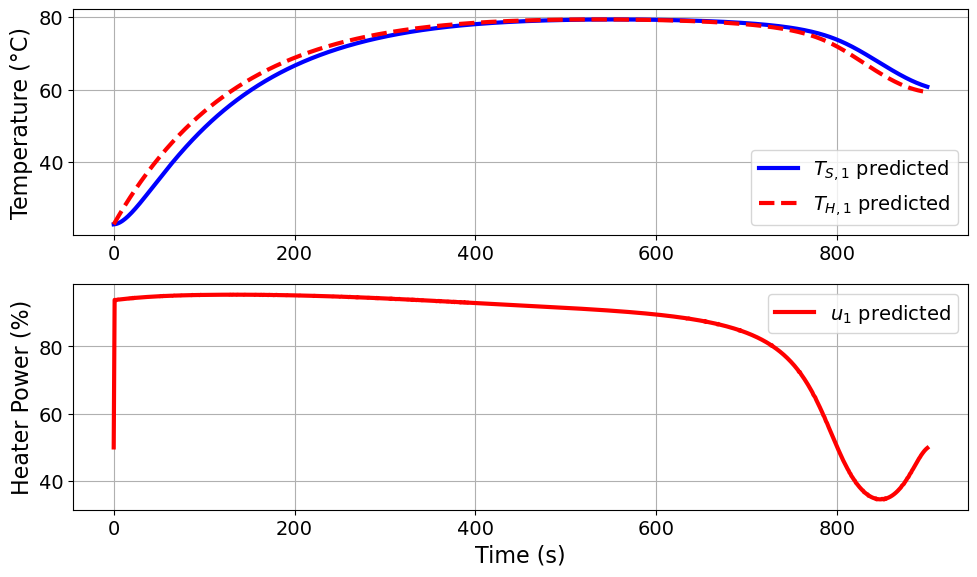 Temperature (°C)
80
60
40
T_{S,1} predicted
T_{H,1} predicted
0 200 400 600 800
Heater Power (%)
80
60
40
u_1 predicted
0 200 400 600 800
Time (s)